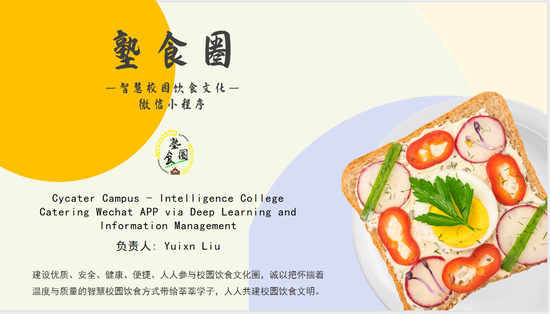 塾食圈
—智慧校园饮食文化—
微信小程序
塾食圈
Cycater Campus - Intelligence College
Catering Wechat APP via Deep Learning and
Information Management
负责人: Yuixn Liu
建设优质、安全、健康、便捷、人人参与校园饮食文化圈，诚以把怀揣着
温度与质量的智慧校园饮食方式带给莘莘学子，人人共建校园饮食文明。